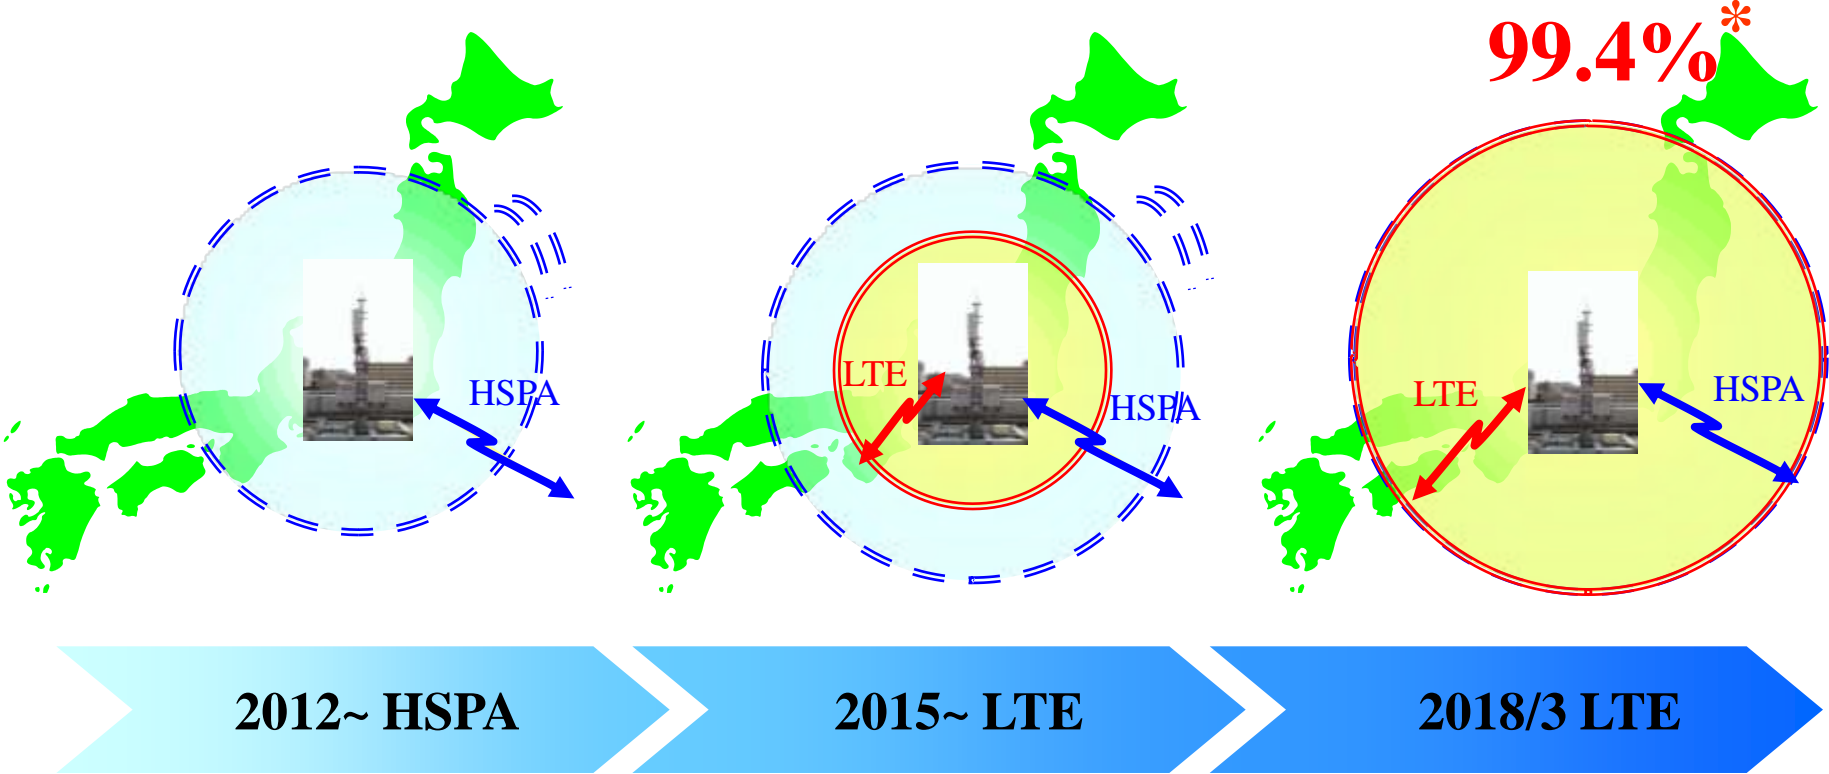 99.4%*
HSPA
LTE
HSPA
LTE
HSPA
2012~ HSPA
2015~ LTE
2018/3 LTE